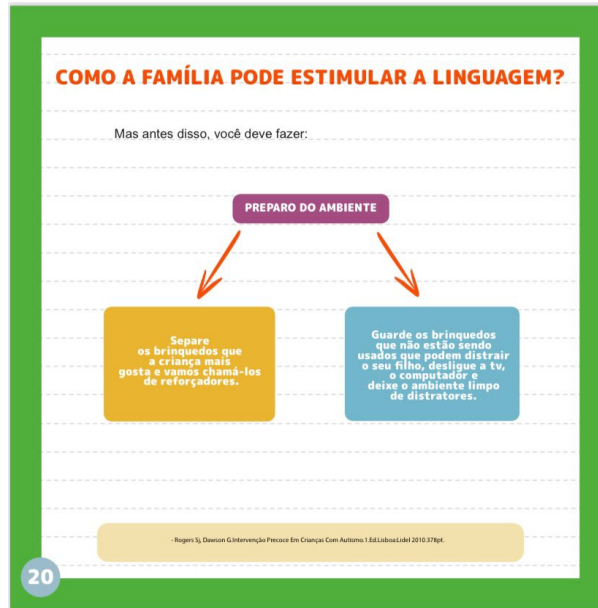 COMO A FAMÍLIA PODE ESTIMULAR A LINGUAGEM?
Mas antes disso, você deve fazer:
PREPARO DO AMBIENTE
Separe
os brinquedos que
a criança mais
gosta e vamos chamá-los
de reforçadores.
Guarde os brinquedos
que não estão sendo
usados que podem distrair
o seu filho, desligue a tv,
o computador e
deixe o ambiente limpo
de distratores.
- Rogers Sj, Dawson G.Intervenção Precoce Em Crianças Com Autismo.1.Ed.Lisboa:Lidel 2010.378pt.
20